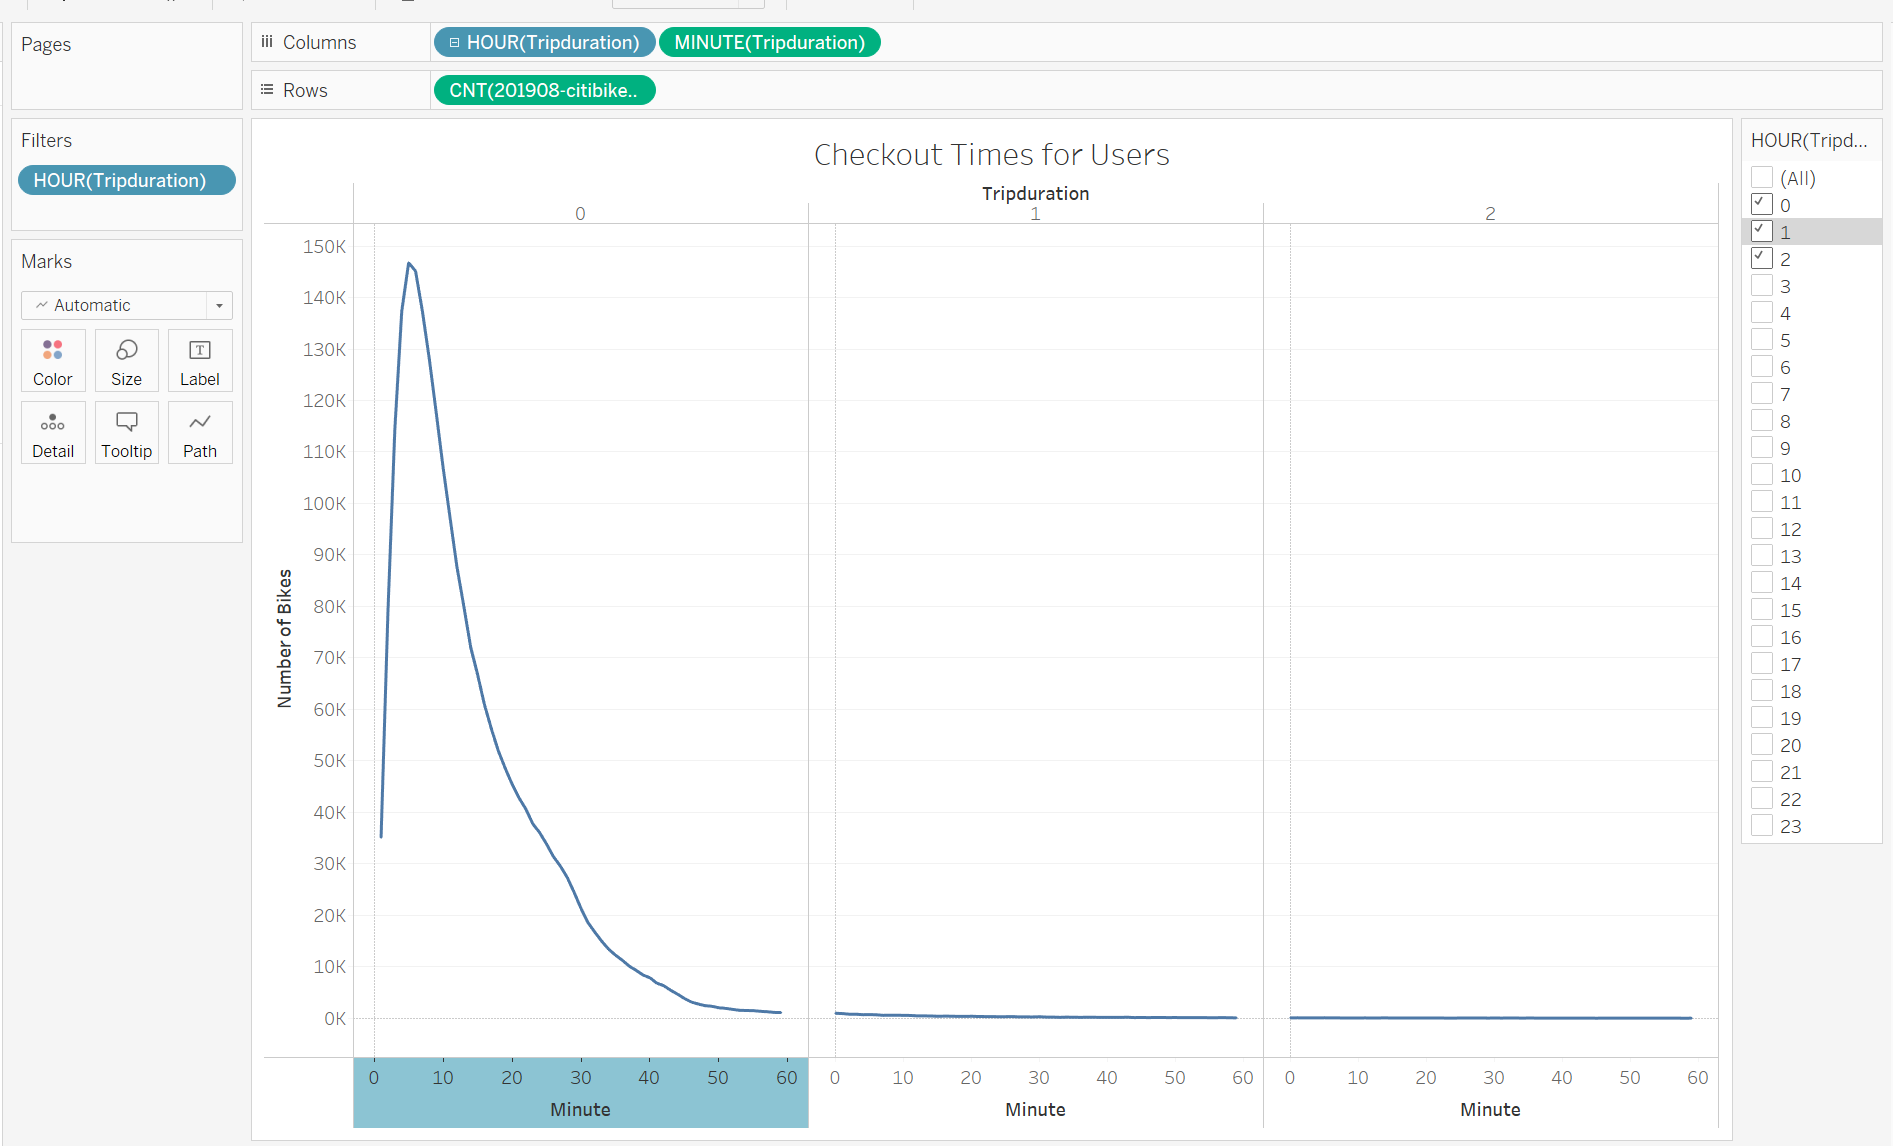 Pages
Columns
HOUR(Tripduration)
MINUTE(Tripduration)
Rows
CNT(201908-citibike..
Filters
HOUR(Tripduration)
Marks
Automatic
Color
Size
Label
Detail
Tooltip
Path
Checkout Times for Users
Tripduration
0 1 2
Number of Bikes
150K
140K
130K
120K
110K
100K
90K
80K
70K
60K
50K
40K
30K
20K
10K
0K
0 10 20 30 40 50 60 0 10 20 30 40 50 60 0 10 20 30 40 50 60
Minute Minute Minute
HOUR(Tripd...
(All)
0
1
2
3
4
5
6
7
8
9
10
11
12
13
14
15
16
17
18
19
20
21
22
23